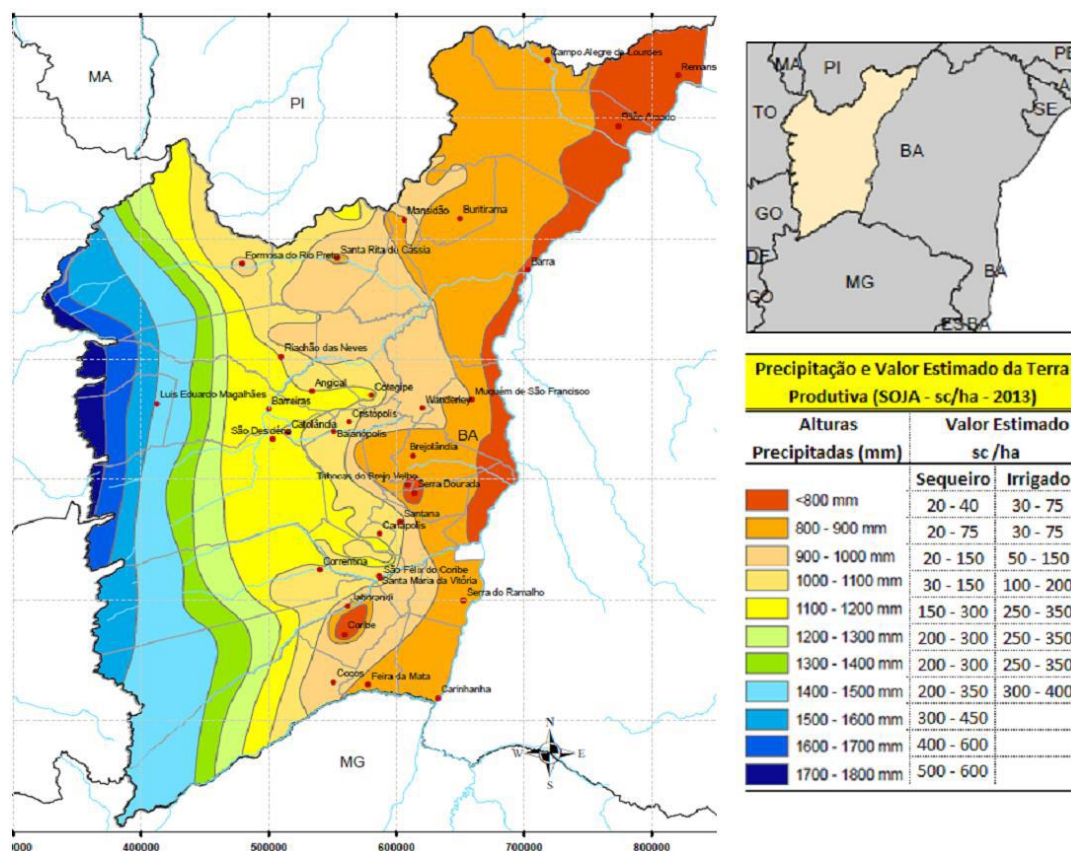 MA
PI
Campo Alegre de Lourdes
Remans
Pilão Arcado
Mansidão
Buritirama
Santa Rita de Cássia
Formosa do Rio Preto
Barra
Riachão das Neves
Angical
Cotegipe
Muquém de São Francisco
Luis Eduardo Magalhães
Barreiras
Wanderley
Cristópolis
São Desidério
Catolândia
Baianópolis
BA
Brejolândia
Tabocas do Brejo Velho
Serra Dourada
Santana
Canápolis
Correntina
São Félix do Coribe
Santa Maria da Vitória
Serra do Ramalho
Jaborandi
Coribe
Cocos
Feira da Mata
Carinhanha
MG
N
W E
S
400000 500000 600000 700000 800000
MA
PI
PE
TO
SE
BA
GO
DF
MG
BA
GO
ES BA
Precipitação e Valor Estimado da Terra
Produtiva (SOJA - sc/ha - 2013)
Alturas Valor Estimado
Precipitadas (mm) sc /ha
Sequeiro Irrigado
<800 mm 20 - 40 30 - 75
800 - 900 mm 20 - 75 30 - 75
900 - 1000 mm 20 - 150 50 - 150
1000 - 1100 mm 30 - 150 100 - 200
1100 - 1200 mm 150 - 300 250 - 350
1200 - 1300 mm 200 - 300 250 - 350
1300 - 1400 mm 200 - 300 250 - 350
1400 - 1500 mm 200 - 350 300 - 400
1500 - 1600 mm 300 - 450
1600 - 1700 mm 400 - 600
1700 - 1800 mm 500 - 600